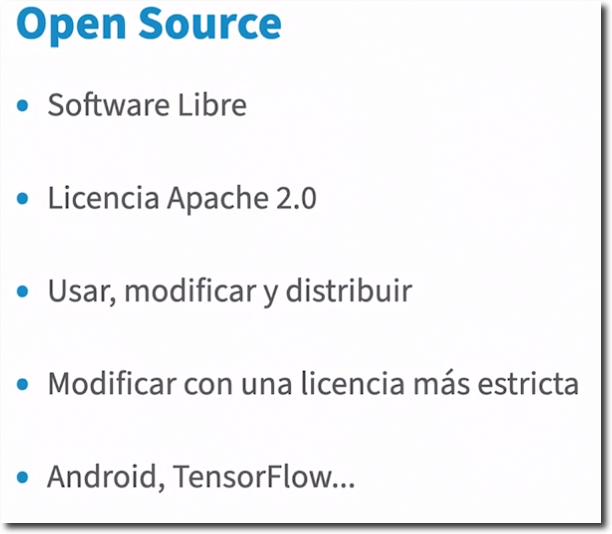 Open Source
• Software Libre
• Licencia Apache 2.0
• Usar, modificar y distribuir
• Modificar con una licencia más estricta
• Android, TensorFlow...